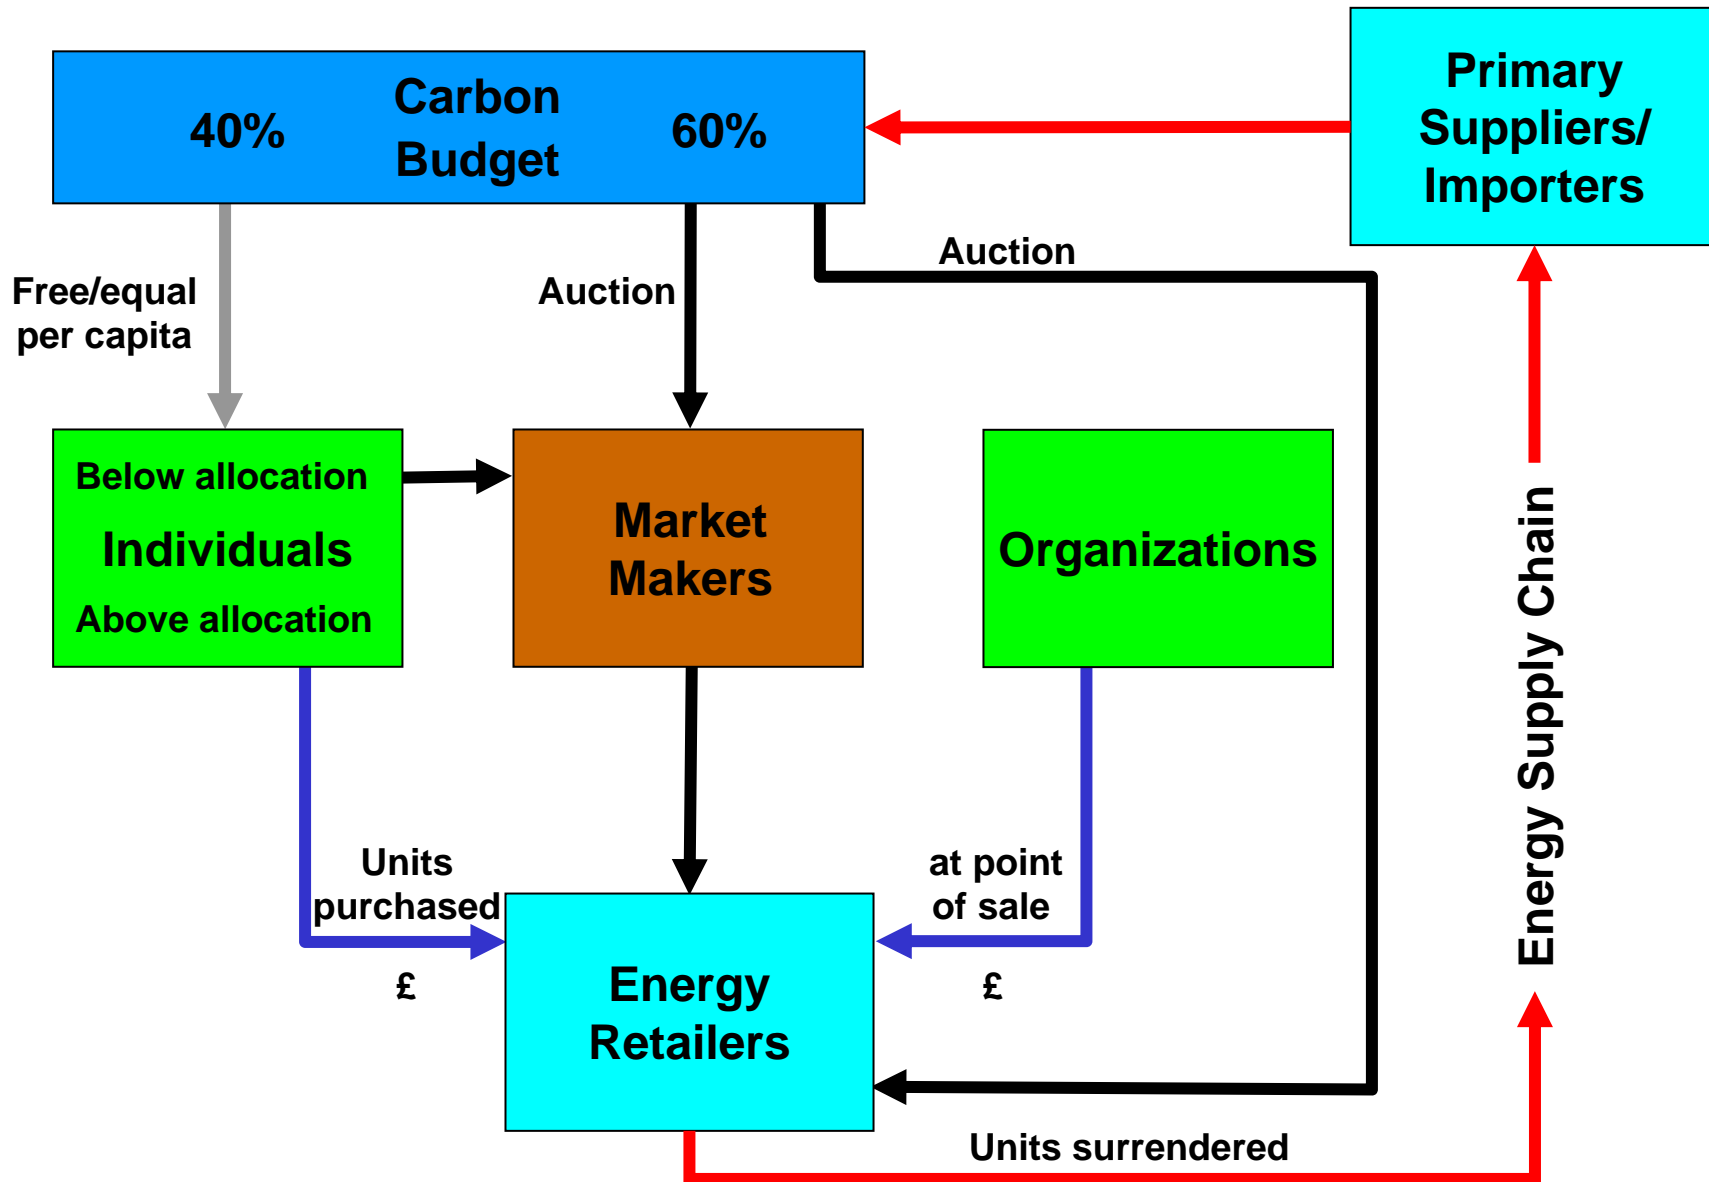 Carbon
Budget
40%
60%
Primary
Suppliers/
Importers
Free/equal
per capita
Auction
Auction
Below allocation
Individuals
Above allocation
Market
Makers
Organizations
Energy Supply Chain
Units
purchased
£
at point
of sale
£
Energy
Retailers
Units surrendered